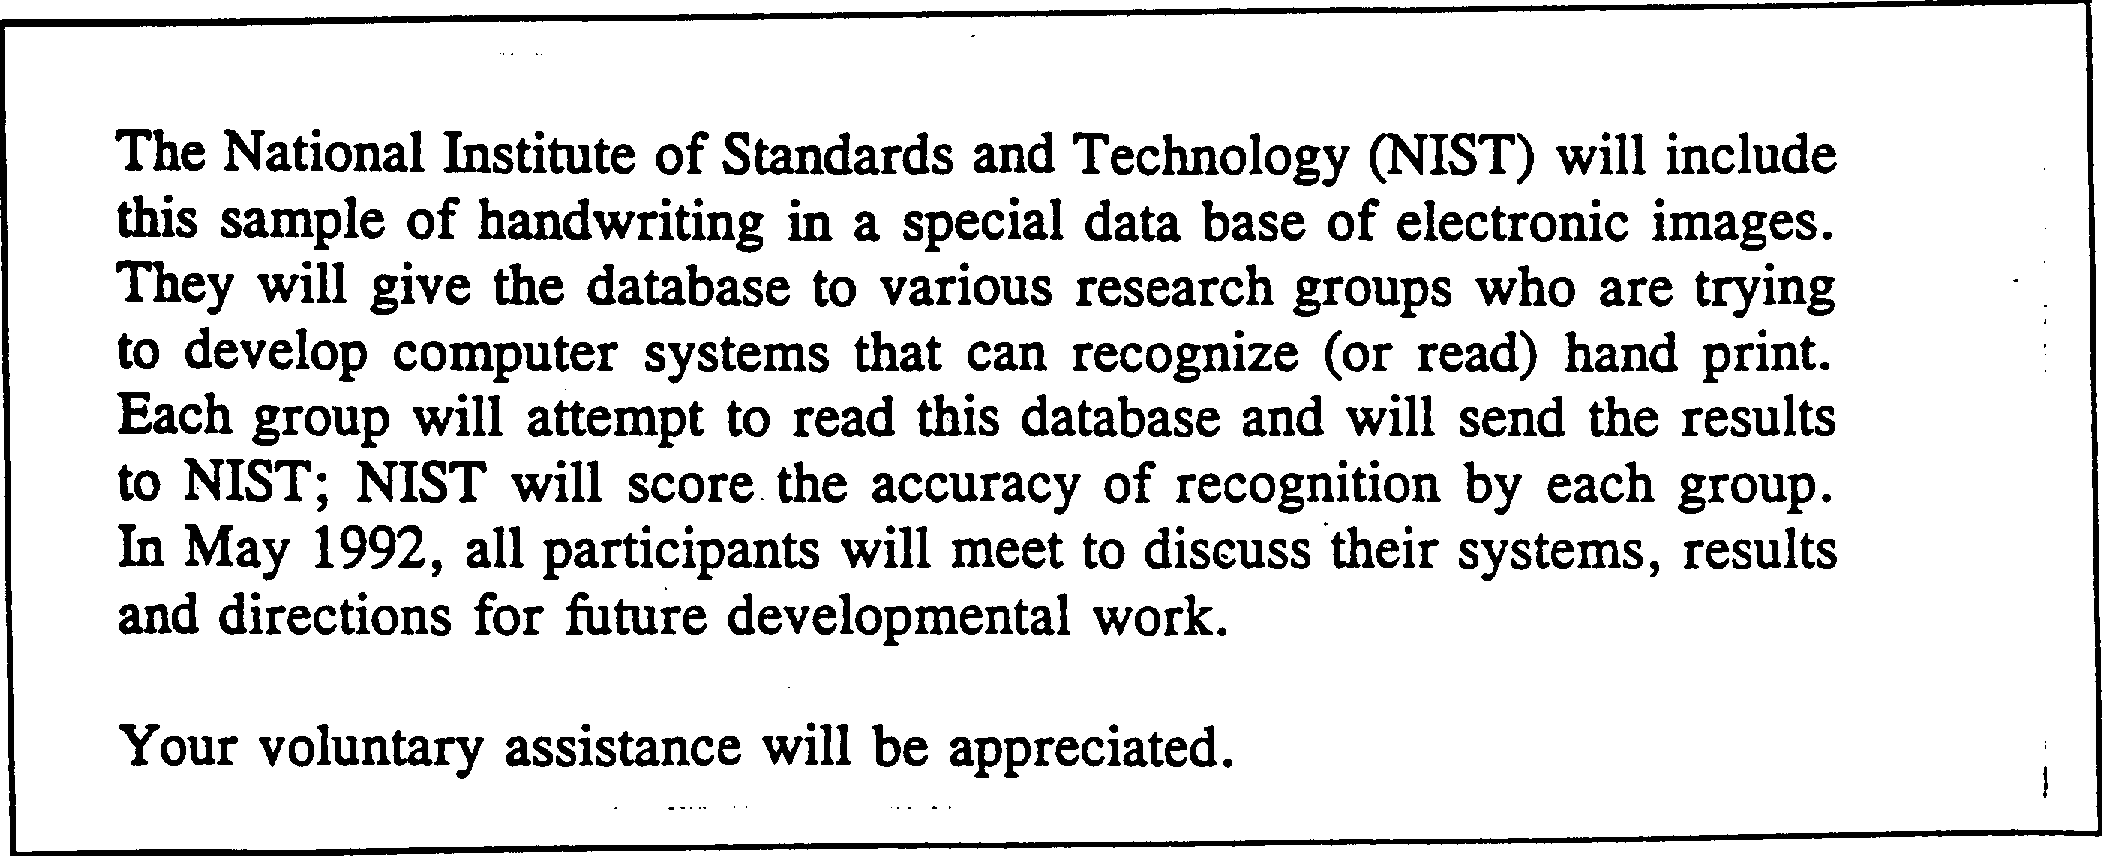 The National Institute of Standards and Technology (NIST) will include
this sample of handwriting in a special data base of electronic images.
They will give the database to various research groups who are trying
to develop computer systems that can recognize (or read) hand print.
Each group will attempt to read this database and will send the results
to NIST; NIST will score the accuracy of recognition by each group.
In May 1992, all participants will meet to discuss their systems, results
and directions for future developmental work.
Your voluntary assistance will be appreciated.